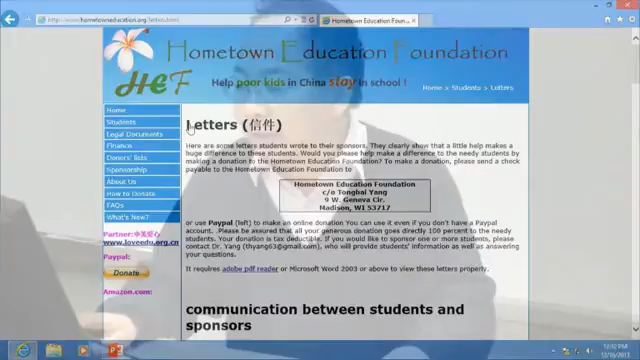 http://www.hometowneducation.org/letters.html
Hometown Education Foun...
Hometown Education Foundation
HEF
Help poor kids in China stay in school !
Home > Students > Letters
Home
Students
Legal Documents
Finance
Donors' lists
Sponsorship
About Us
How to Donate
FAQs
What's New?
Partner:中美爱心
www.loveedu.org.cn
Paypal:
Donate
Amazon.com:
Letters (信件)
Here are some letters students wrote to their sponsors. They clearly show that a little help makes a
huge difference to these students. Would you please help make a difference to the needy students by
making a donation to the Hometown Education Foundation? To make a donation, please send a check
payable to the Hometown Education Foundation to
Hometown Education Foundation
c/o Tongbai Yang
9 W. Geneva Cir.
Madison, WI 53717
or use Paypal (left) to make an online donation You can use it even if you don't have a Paypal
account. .Please be assured that all your generous donation goes directly 100 percent to the needy
students. Your donation is tax deductible. If you would like to sponsor one or more students, please
contact Dr. Yang (thyang63@gmail.com), who will provide students' information as well as answering
your questions.
It requires adobe pdf reader or Microsoft Word 2003 or above to view these letters properly.
communication between students and
sponsors
12:02 PM
12/16/2013